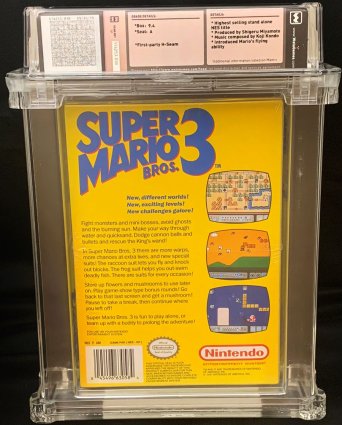 GRADE/DETAILS
*Box: 9.4
*Seal: A
*First-party H-Seam
DETAILS:
* Highest selling stand alone
NES title
* Produced by Shigeru Miyamoto
* Music composed by Koji Kondo
* Introduced Mario's flying
ability
SUPER
MARIO
BROS. 3 TM
New, different worlds!
New, exciting levels!
New challenges galore!
Fight monsters and mini-bosses, avoid ghosts
and the burning sun. Make your way through
water and quicksand. Dodge cannon balls and
bullets and rescue the King's wand!
In Super Mario Bros. 3 there are more warps,
more chances at extra lives, and new special
suits! The raccoon suit lets you fly and knock
out blocks. The frog suit helps you out swim
deadly fish. There are suits for every occasion!
Store up flowers and mushrooms to use later
on. Play game-show type bonus rounds! Go
back to that last screen and get a mushroom!
Pause to take a break, then continue where
you left off!
Super Mario Bros. 3 is fun to play alone, or
team up with a buddy to prolong the adventure!
Nintendo